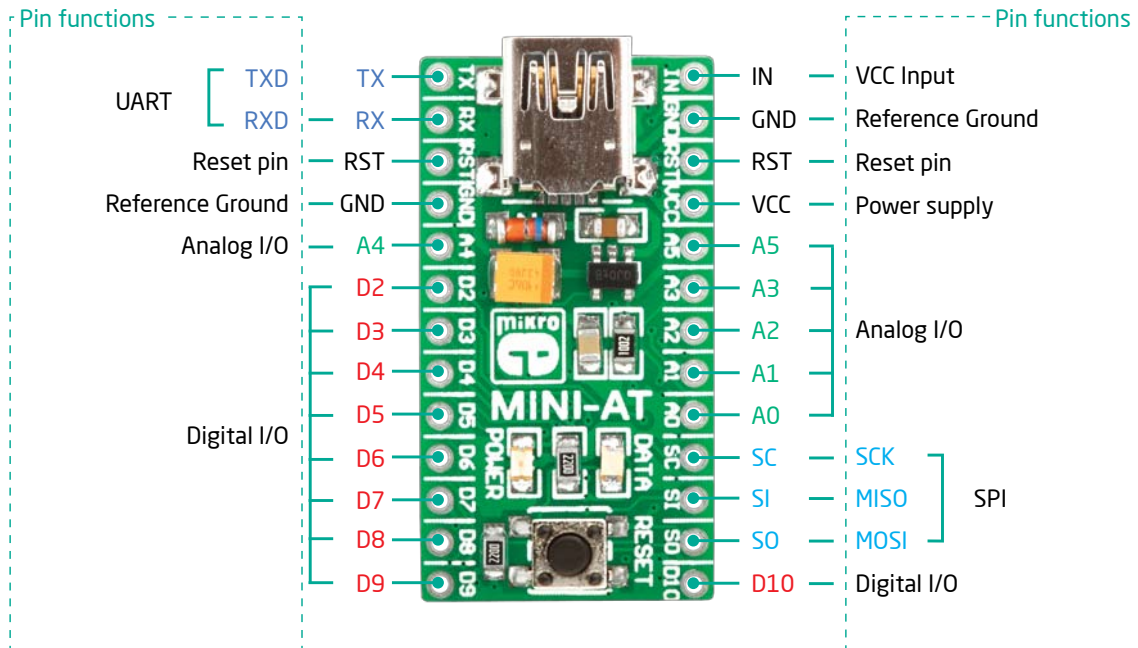 Pin functions
Pin functions
UART
TXD TX
RXD RX
Reset pin RST
Reference Ground GND
Analog I/O A4
D2
D3
D4
D5
Digital I/O
D6
D7
D8
D9
TX
RX
RST
GND
A4
D2
D3
D4
D5
D6
D7
D8
D9
mikro
e
1002
MINI-AT
POWER
2200
DATA
RESET
2200
IN
GND
RST
VCC
A5
A3
A2
A1
A0
SC
SI
SO
D10
IN VCC Input
GND Reference Ground
RST Reset pin
VCC Power supply
A5
A3
A2
Analog I/O
A1
A0
SC SCK
SI MISO
SPI
SO MOSI
D10 Digital I/O